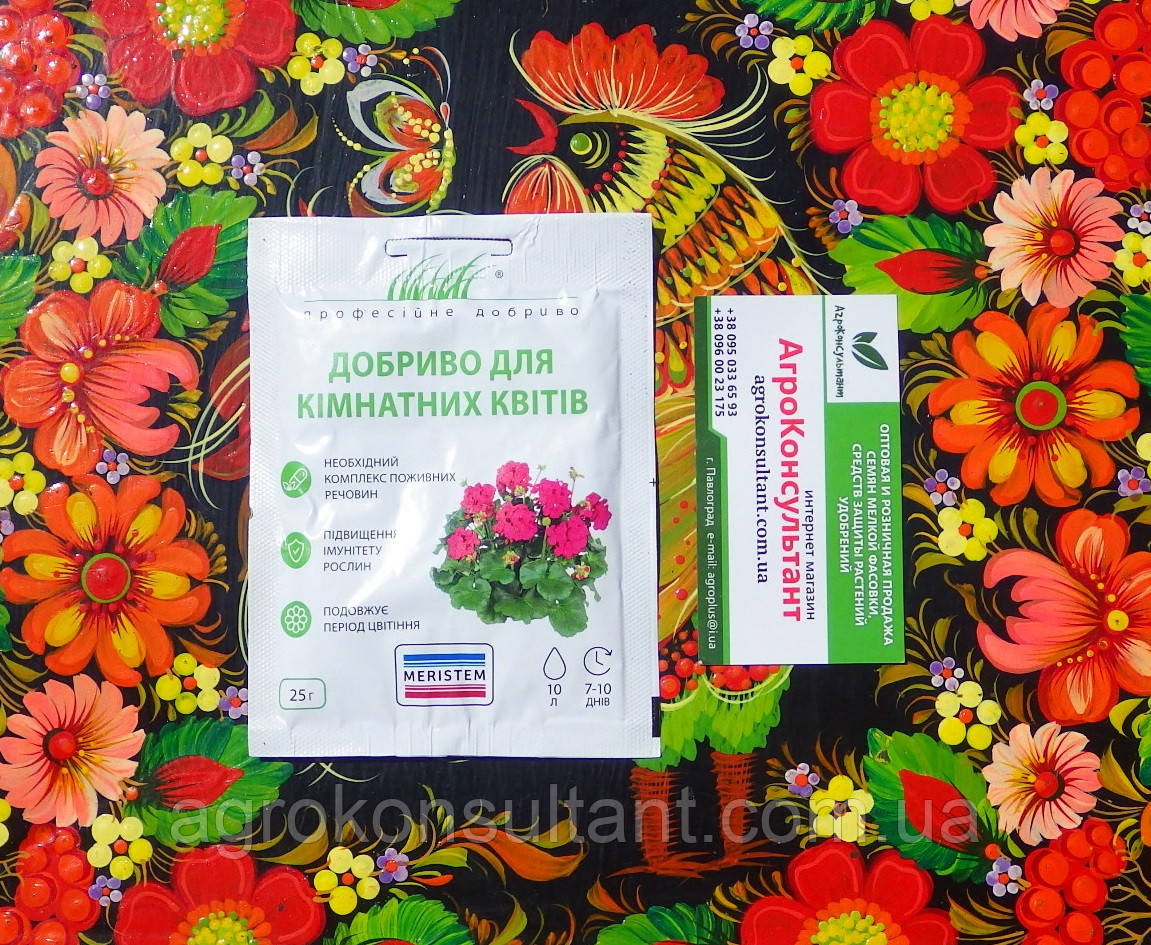 ®
професійне добриво
ДОБРИВО ДЛЯ
КІМНАТНИХ КВІТІВ
НЕОБХІДНИЙ
КОМПЛЕКС ПОЖИВНИХ
РЕЧОВИН
ПІДВИЩЕННЯ
ІМУНІТЕТУ
РОСЛИН
ПОДОВЖУЄ
ПЕРІОД ЦВІТІННЯ
25 г
MERISTEM
10
Л
7-10
ДНІВ
АгроКонсультант
ОПТОВАЯ И РОЗНИЧНАЯ ПРОДАЖА
СЕМЯН МЕЛКОЙ ФАСОВКИ,
СРЕДСТВ ЗАЩИТЫ РАСТЕНИЙ
УДОБРЕНИЙ
интернет магазин
АгроКонсультант
agrokonsultant.com.ua
+38 095 033 65 93
+38 096 00 23 175
г. Павлоград e-mail: agroplus@i.ua
agrokonsultant.com.ua